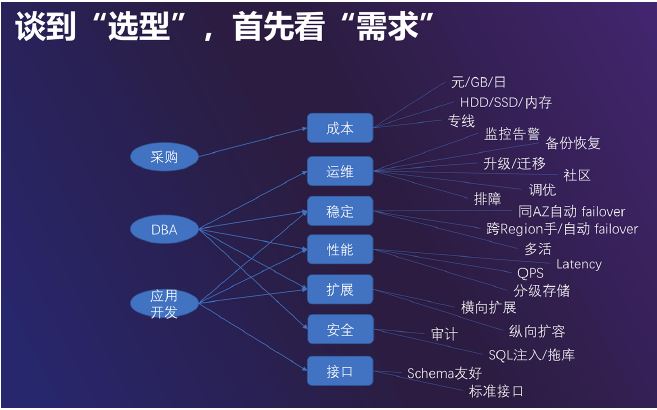 谈到“选型”，首先看“需求”
采购
DBA
应用
开发
成本
运维
稳定
性能
扩展
安全
接口
元/GB/日
HDD/SSD/内存
专线
监控告警
备份恢复
升级/迁移
社区
调优
排障
同AZ自动 failover
跨Region手/自动 failover
多活
Latency
QPS
分级存储
横向扩展
纵向扩容
审计
SQL注入/拖库
Schema友好
标准接口